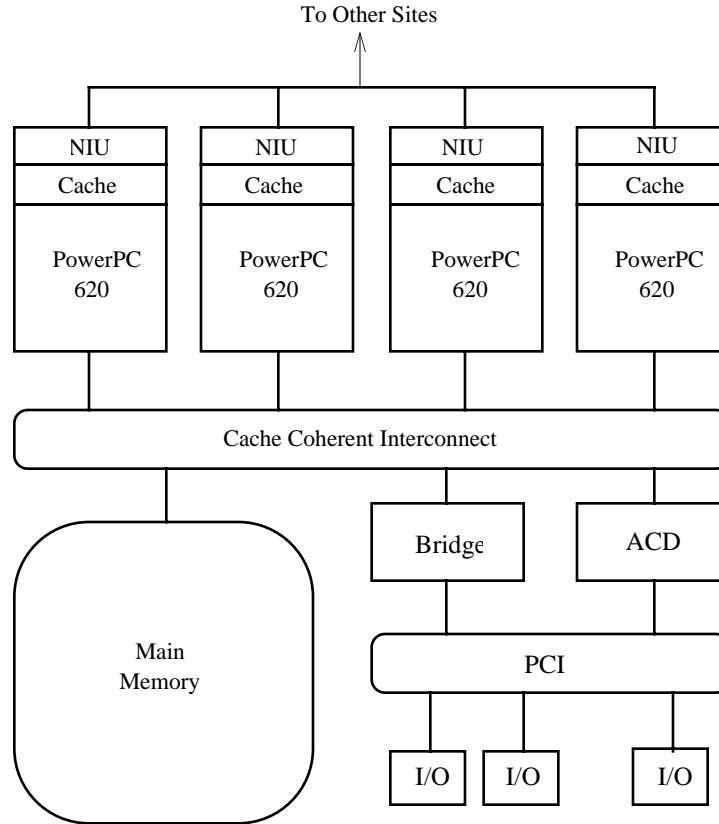 To Other Sites
NIU
NIU
NIU
NIU
Cache
Cache
Cache
Cache
PowerPC
620
PowerPC
620
PowerPC
620
PowerPC
620
Cache Coherent Interconnect
Bridge
ACD
Main
Memory
PCI
I/O
I/O
I/O